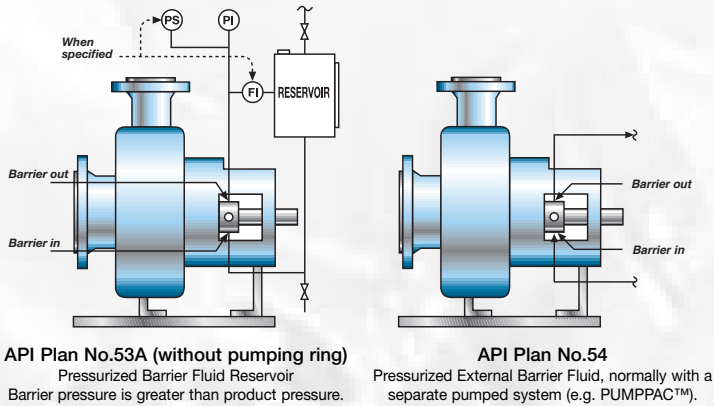 PS
PI
When
specified
FI
RESERVOIR
Barrier out
Barrier in
API Plan No.53A (without pumping ring)
Pressurized Barrier Fluid Reservoir
Barrier pressure is greater than product pressure.
Barrier out
Barrier in
API Plan No.54
Pressurized External Barrier Fluid, normally with a
separate pumped system (e.g. PUMPPAC™).